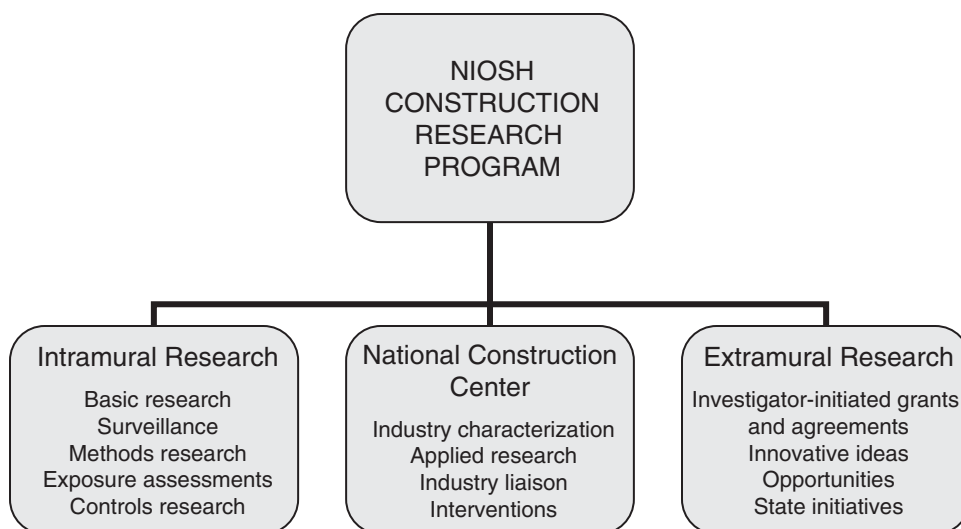 NIOSH
CONSTRUCTION
RESEARCH
PROGRAM
Intramural Research
Basic research
Surveillance
Methods research
Exposure assessments
Controls research
National Construction
Center
Industry characterization
Applied research
Industry liaison
Interventions
Extramural Research
Investigator-initiated grants
and agreements
Innovative ideas
Opportunities
State initiatives